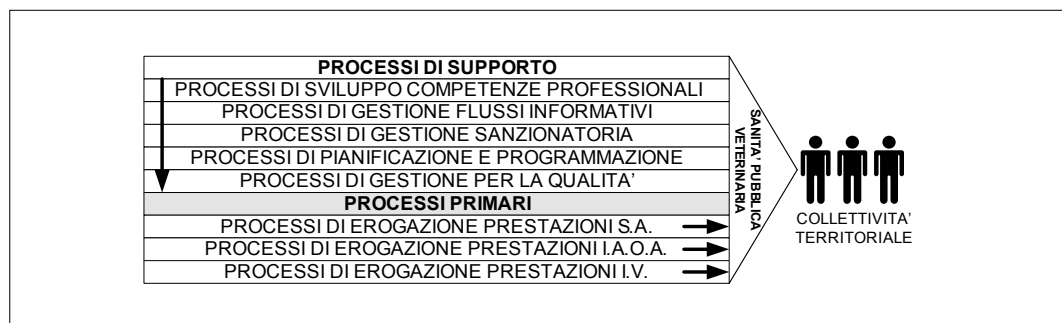 PROCESSI DI SUPPORTO
PROCESSI DI SVILUPPO COMPETENZE PROFESSIONALI
PROCESSI DI GESTIONE FLUSSI INFORMATIVI
PROCESSI DI GESTIONE SANZIONATORIA
PROCESSI DI PIANIFICAZIONE E PROGRAMMAZIONE
PROCESSI DI GESTIONE PER LA QUALITA'
PROCESSI PRIMARI
PROCESSI DI EROGAZIONE PRESTAZIONI S.A.
PROCESSI DI EROGAZIONE PRESTAZIONI I.A.O.A.
PROCESSI DI EROGAZIONE PRESTAZIONI I.V.
SANITA' PUBBLICA
VETERINARIA
COLLETTIVITA'
TERRITORIALE